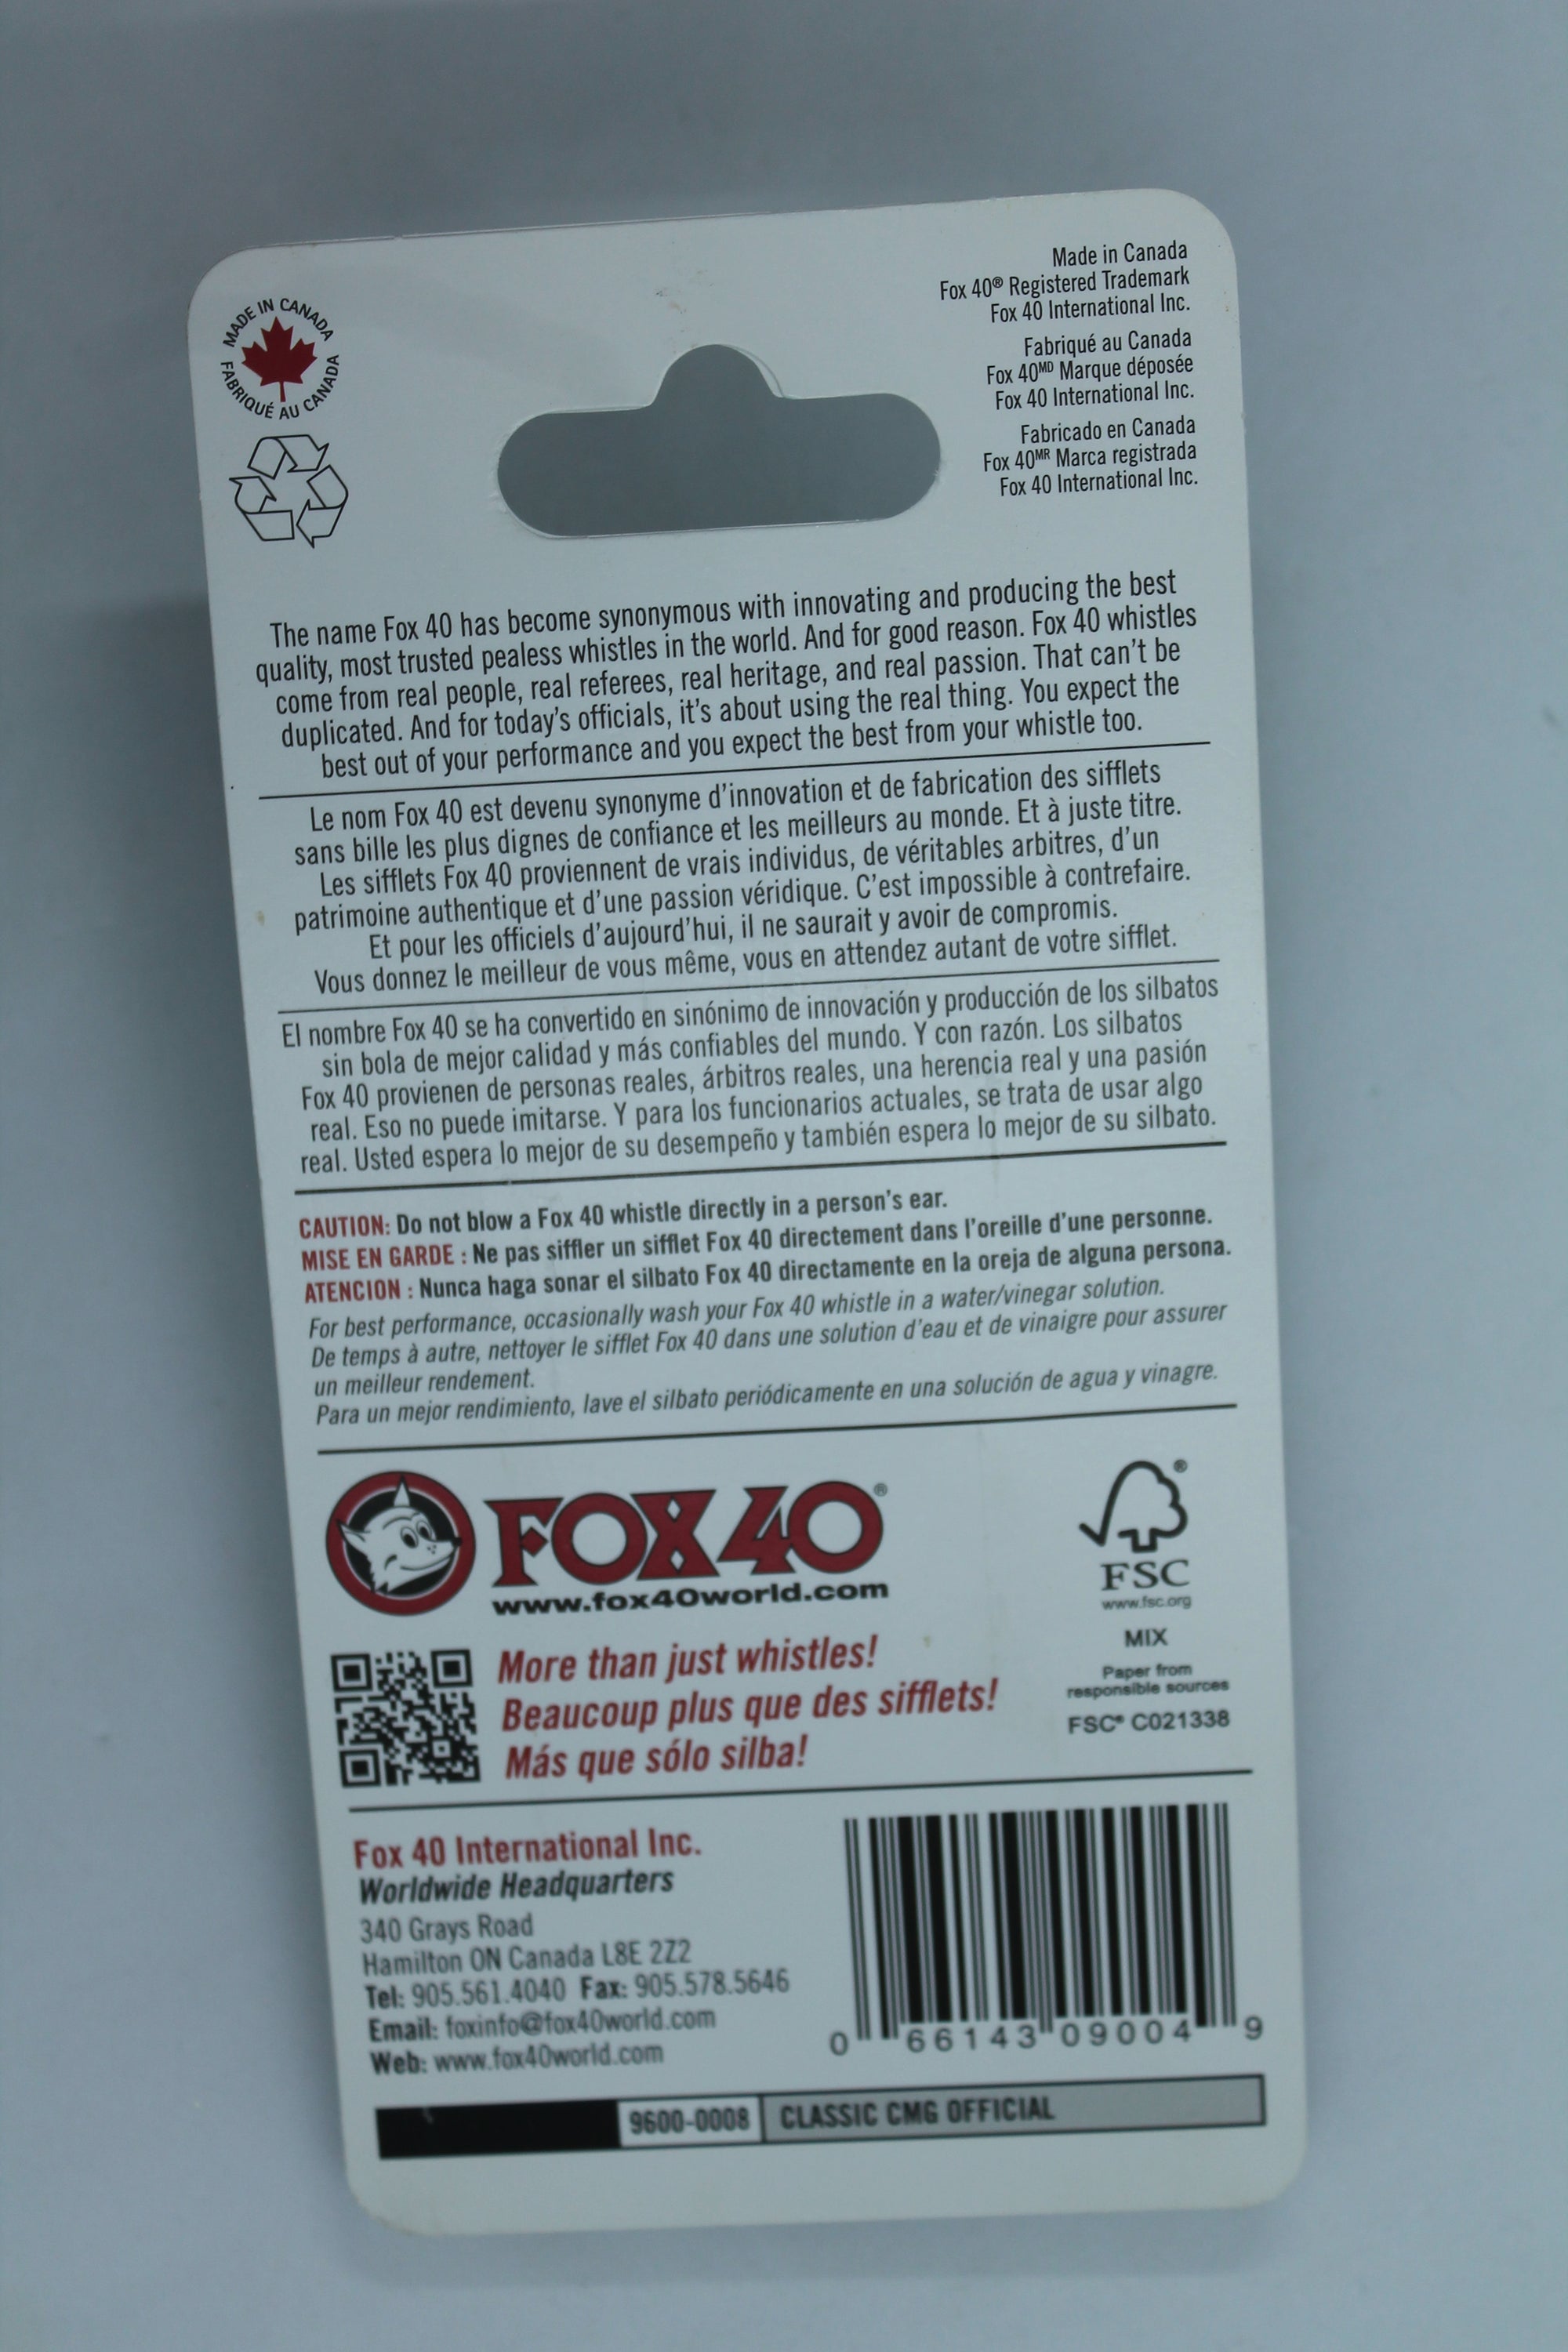 MADE IN CANADA
FABRIQUÉ AU CANADA
Made in Canada
Fox 40® Registered Trademark
Fox 40 International Inc.
Fabriqué au Canada
Fox 40ᴹᴰ Marque déposée
Fox 40 International Inc.
Fabricado en Canada
Fox 40ᴹᴿ Marca registrada
Fox 40 International Inc.
The name Fox 40 has become synonymous with innovating and producing the best
quality, most trusted pealess whistles in the world. And for good reason. Fox 40 whistles
come from real people, real referees, real heritage, and real passion. That can't be
duplicated. And for today's officials, it's about using the real thing. You expect the
best out of your performance and you expect the best from your whistle too.
Le nom Fox 40 est devenu synonyme d'innovation et de fabrication des sifflets
sans bille les plus dignes de confiance et les meilleurs au monde. Et à juste titre.
Les sifflets Fox 40 proviennent de vrais individus, de véritables arbitres, d'un
patrimoine authentique et d'une passion véridique. C'est impossible à contrefaire.
Et pour les officiels d'aujourd'hui, il ne saurait y avoir de compromis.
Vous donnez le meilleur de vous même, vous en attendez autant de votre sifflet.
El nombre Fox 40 se ha convertido en sinónimo de innovación y producción de los silbatos
sin bola de mejor calidad y más confiables del mundo. Y con razón. Los silbatos
Fox 40 provienen de personas reales, árbitros reales, una herencia real y una pasión
real. Eso no puede imitarse. Y para los funcionarios actuales, se trata de usar algo
real. Usted espera lo mejor de su desempeño y también espera lo mejor de su silbato.
CAUTION: Do not blow a Fox 40 whistle directly in a person's ear.
MISE EN GARDE : Ne pas siffler un sifflet Fox 40 directement dans l'oreille d'une personne.
ATENCION : Nunca haga sonar el silbato Fox 40 directamente en la oreja de alguna persona.
For best performance, occasionally wash your Fox 40 whistle in a water/vinegar solution.
De temps à autre, nettoyer le sifflet Fox 40 dans une solution d'eau et de vinaigre pour assurer
un meilleur rendement.
Para un mejor rendimiento, lave el silbato periódicamente en una solución de agua y vinagre.
FOX 40®
www.fox40world.com
More than just whistles!
Beaucoup plus que des sifflets!
Más que sólo silba!
®
FSC
www.fsc.org
MIX
Paper from
responsible sources
FSC® C021338
Fox 40 International Inc.
Worldwide Headquarters
340 Grays Road
Hamilton ON Canada L8E 2Z2
Tel: 905.561.4040 Fax: 905.578.5646
Email: foxinfo@fox40world.com
Web: www.fox40world.com
0 66143 09004 9
9600-0008 CLASSIC CMG OFFICIAL